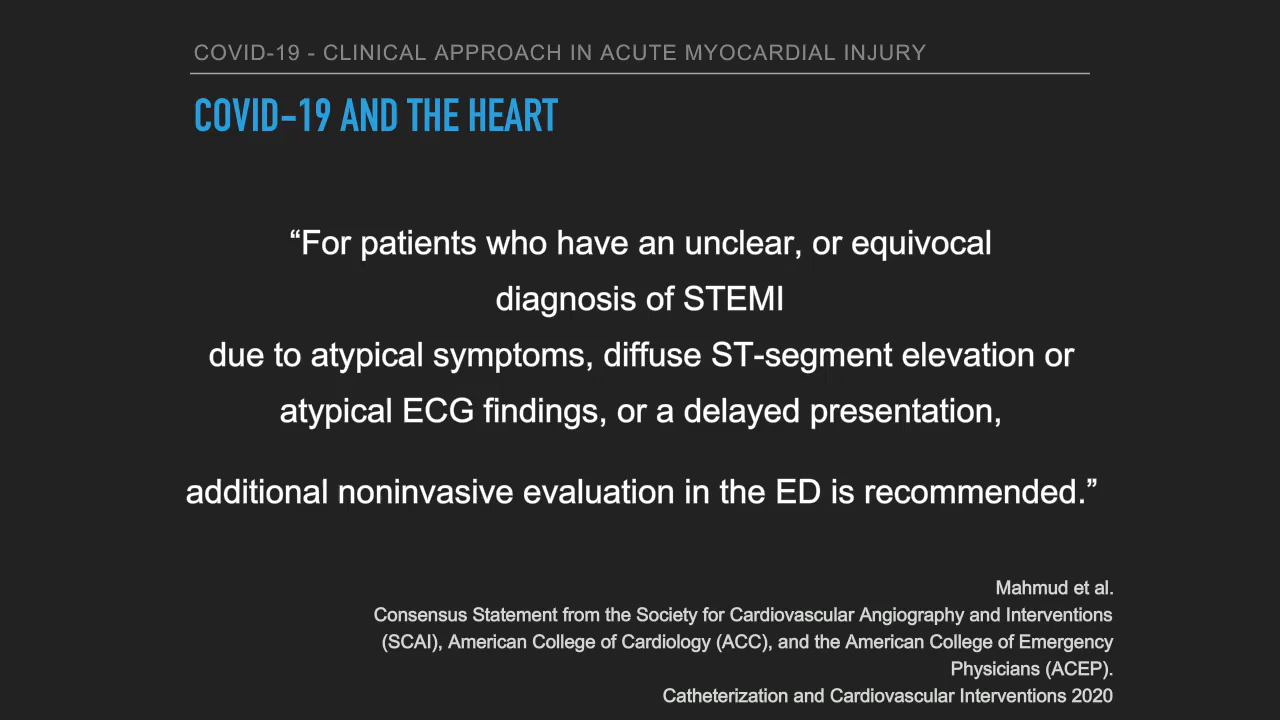 COVID-19 - CLINICAL APPROACH IN ACUTE MYOCARDIAL INJURY
COVID-19 AND THE HEART
“For patients who have an unclear, or equivocal
diagnosis of STEMI
due to atypical symptoms, diffuse ST-segment elevation or
atypical ECG findings, or a delayed presentation,
additional noninvasive evaluation in the ED is recommended.”
Mahmud et al.
Consensus Statement from the Society for Cardiovascular Angiography and Interventions
(SCAI), American College of Cardiology (ACC), and the American College of Emergency
Physicians (ACEP).
Catheterization and Cardiovascular Interventions 2020